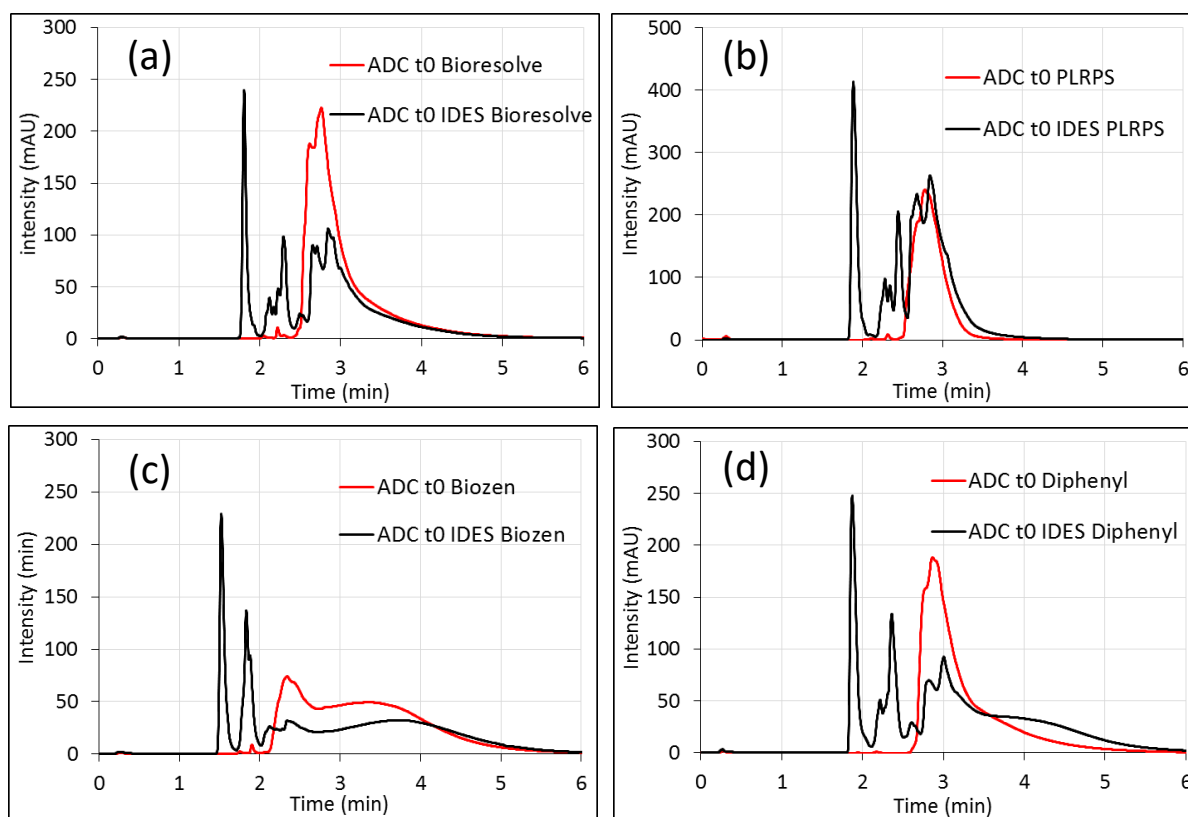 (a)
ADC t0 Bioresolve
ADC t0 IDES Bioresolve
intensity (mAU)
300
250
200
150
100
50
0
0 1 2 3 4 5 6
Time (min)
(b)
ADC t0 PLRPS
ADC t0 IDES PLRPS
Intensity (mAU)
500
400
300
200
100
0
0 1 2 3 4 5 6
Time (min)
(c)
ADC t0 Biozen
ADC t0 IDES Biozen
Intensity (min)
300
250
200
150
100
50
0
0 1 2 3 4 5 6
Time (min)
(d)
ADC t0 Diphenyl
ADC t0 IDES Diphenyl
Intensity (mAU)
300
250
200
150
100
50
0
0 1 2 3 4 5 6
Time (min)